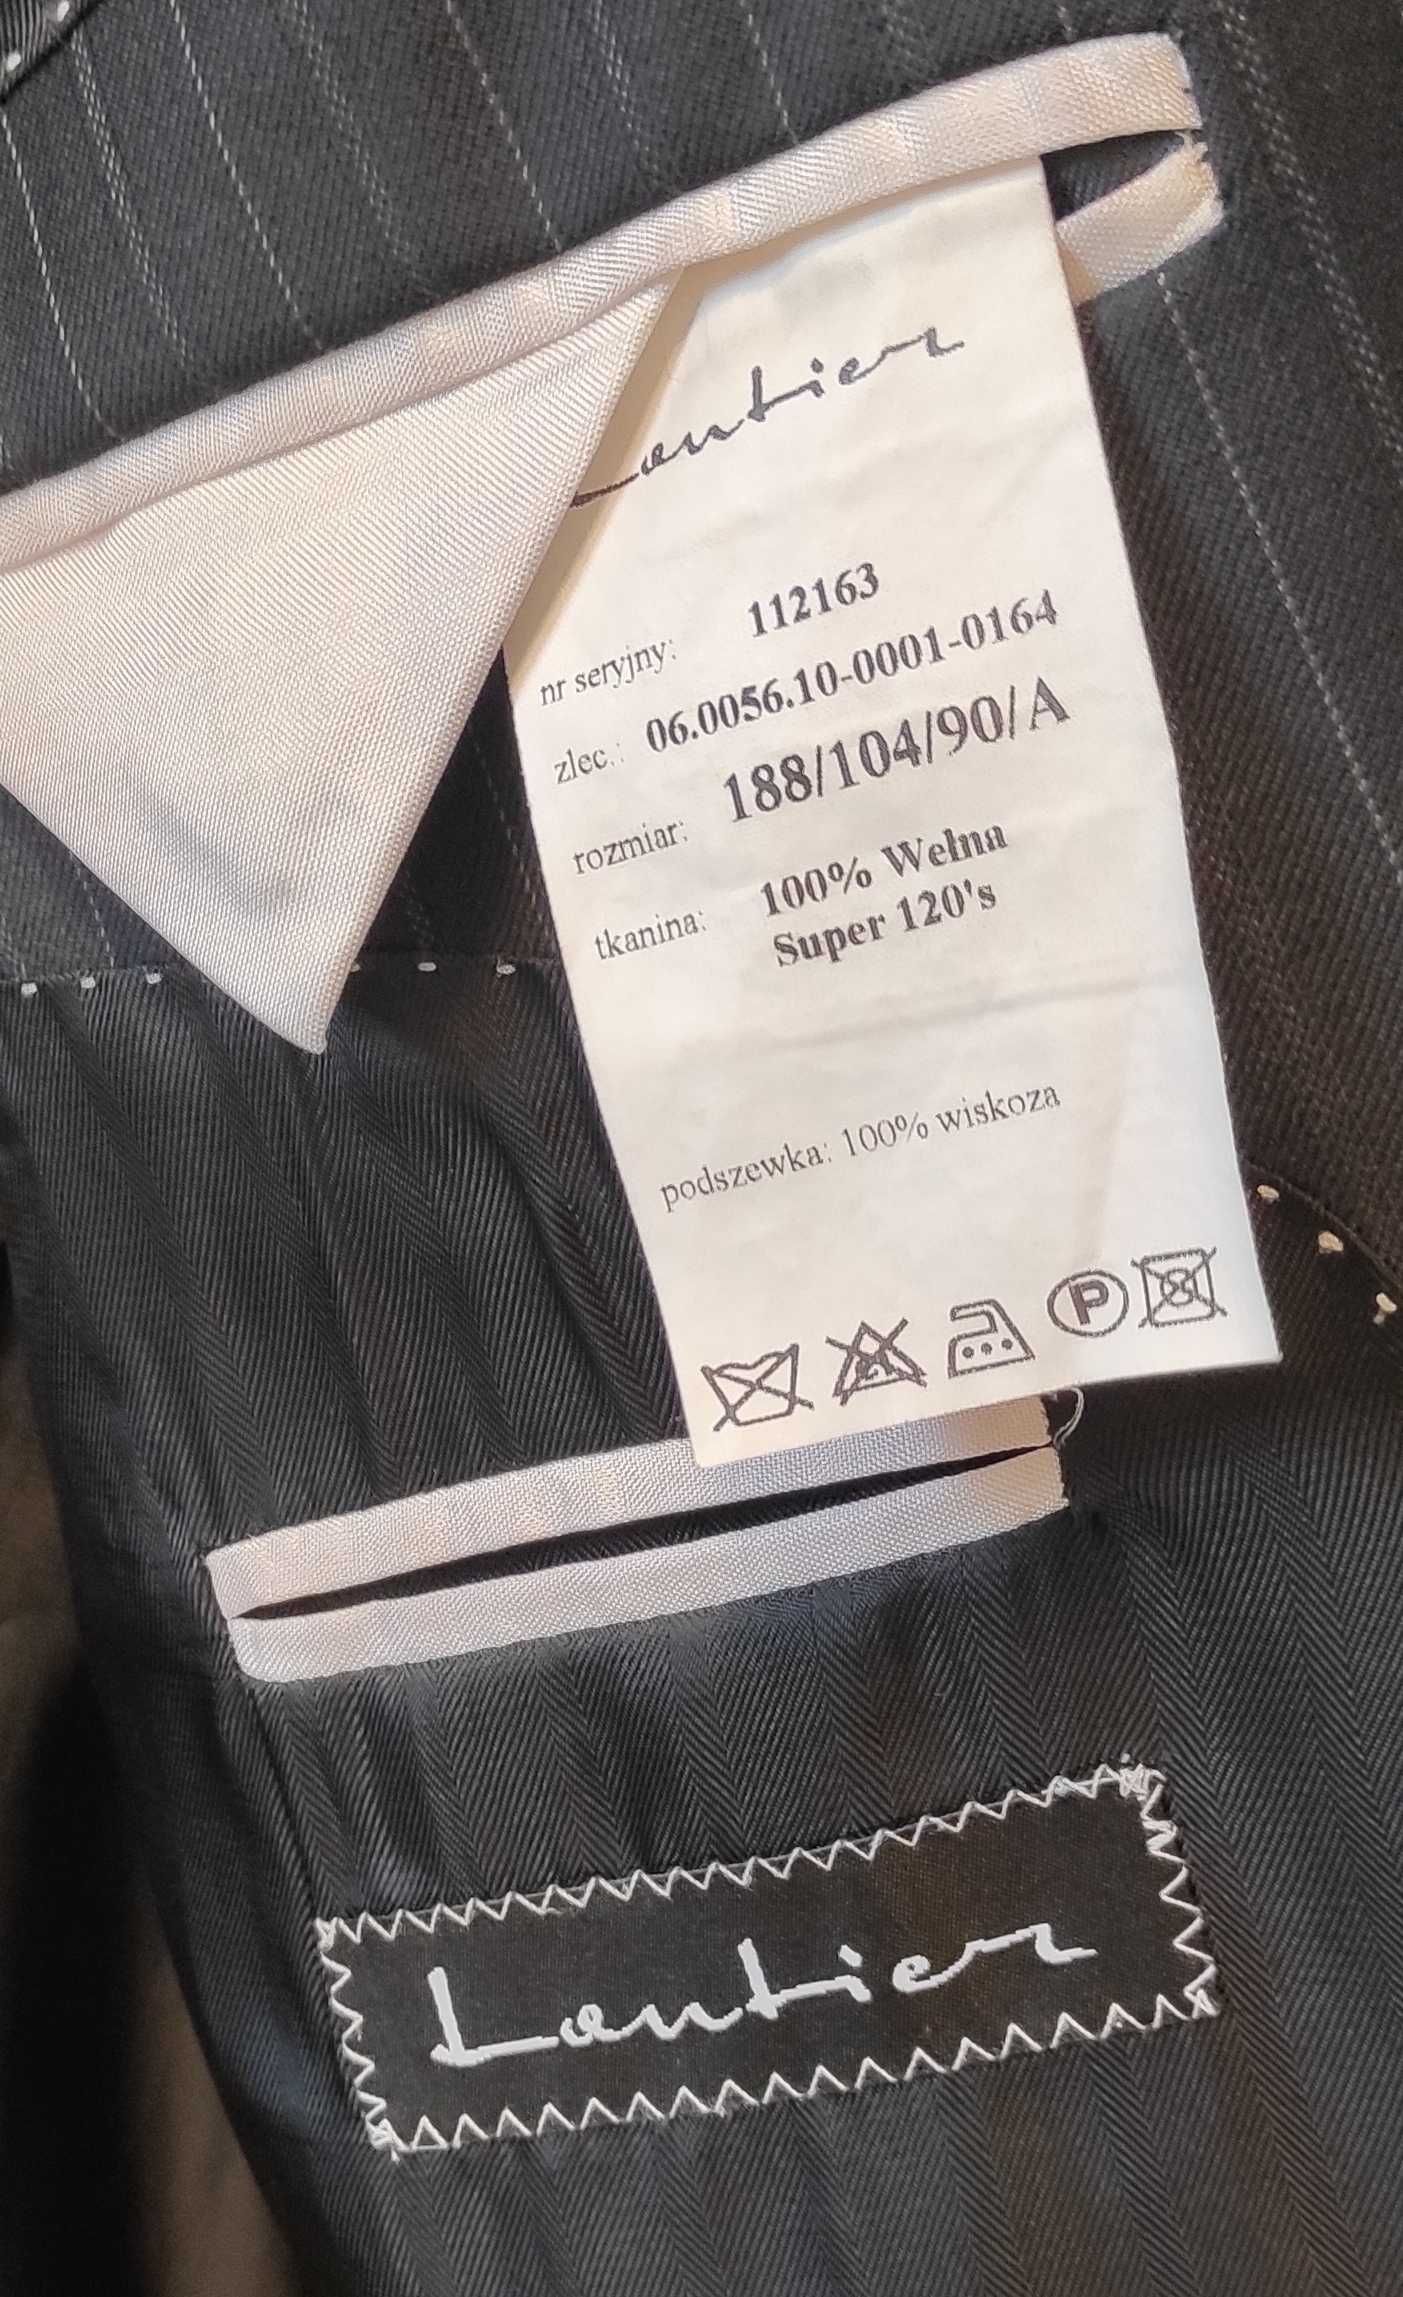 Lantier
nr seryjny: 112163
zlec.: 06.0056.10-0001-0164
rozmiar: 188/104/90/A
tkanina: 100% Wełna
Super 120's
podszewka: 100% wiskoza
P
Lantier